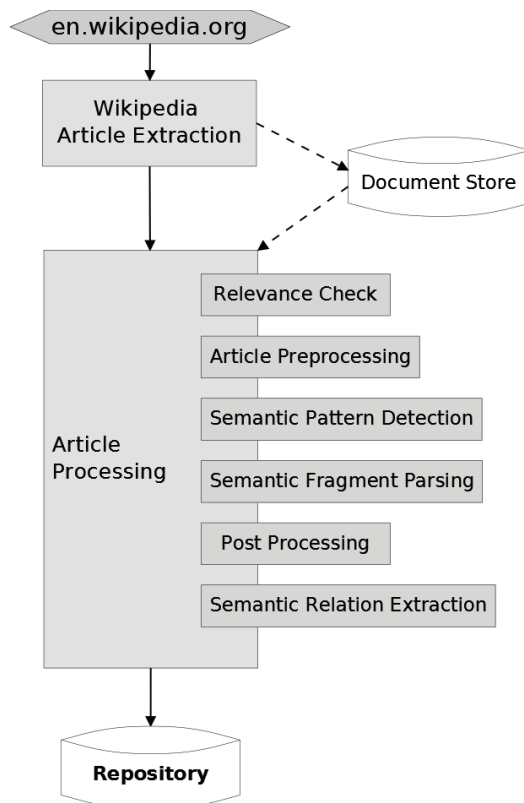 en.wikipedia.org
Wikipedia
Article Extraction
Document Store
Relevance Check
Article Preprocessing
Semantic Pattern Detection
Article
Processing
Semantic Fragment Parsing
Post Processing
Semantic Relation Extraction
Repository